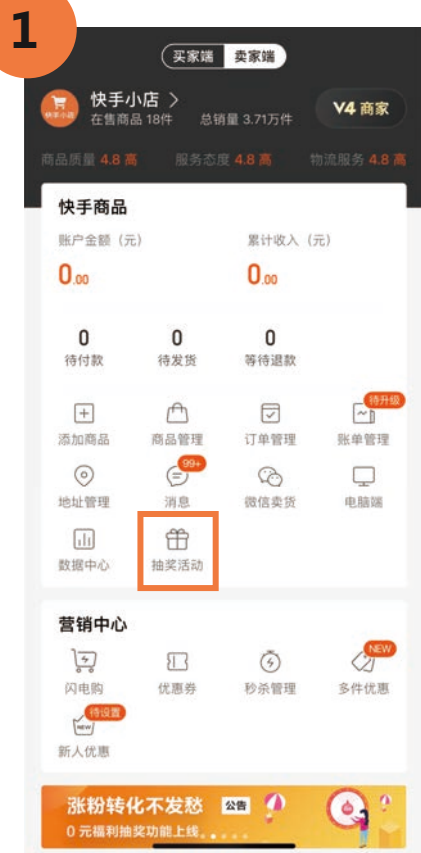 1
买家端 卖家端
快手小店
快手小店 >
在售商品 18件 总销量 3.71万件
V4 商家
商品质量 4.8 高 服务态度 4.8 高 物流服务 4.8 高
快手商品
账户金额（元） 累计收入（元）
0.00 0.00
0 0 0
待付款 待发货 等待退款
待升级
添加商品 商品管理 订单管理 账单管理
99+
地址管理 消息 微信卖货 电脑端
数据中心 抽奖活动
营销中心
NEW
闪电购 优惠券 秒杀管理 多件优惠
待设置
NEW
新人优惠
涨粉转化不发愁 公告
0 元福利抽奖功能上线